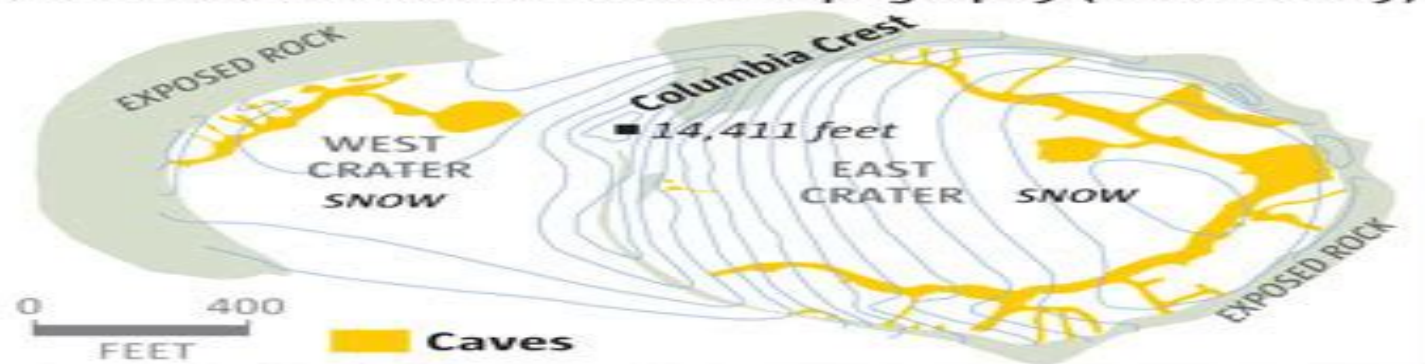 EXPOSED ROCK
Columbia Crest
14,411 feet
WEST
CRATER
SNOW
EAST
CRATER
SNOW
EXPOSED ROCK
0 400
FEET
Caves